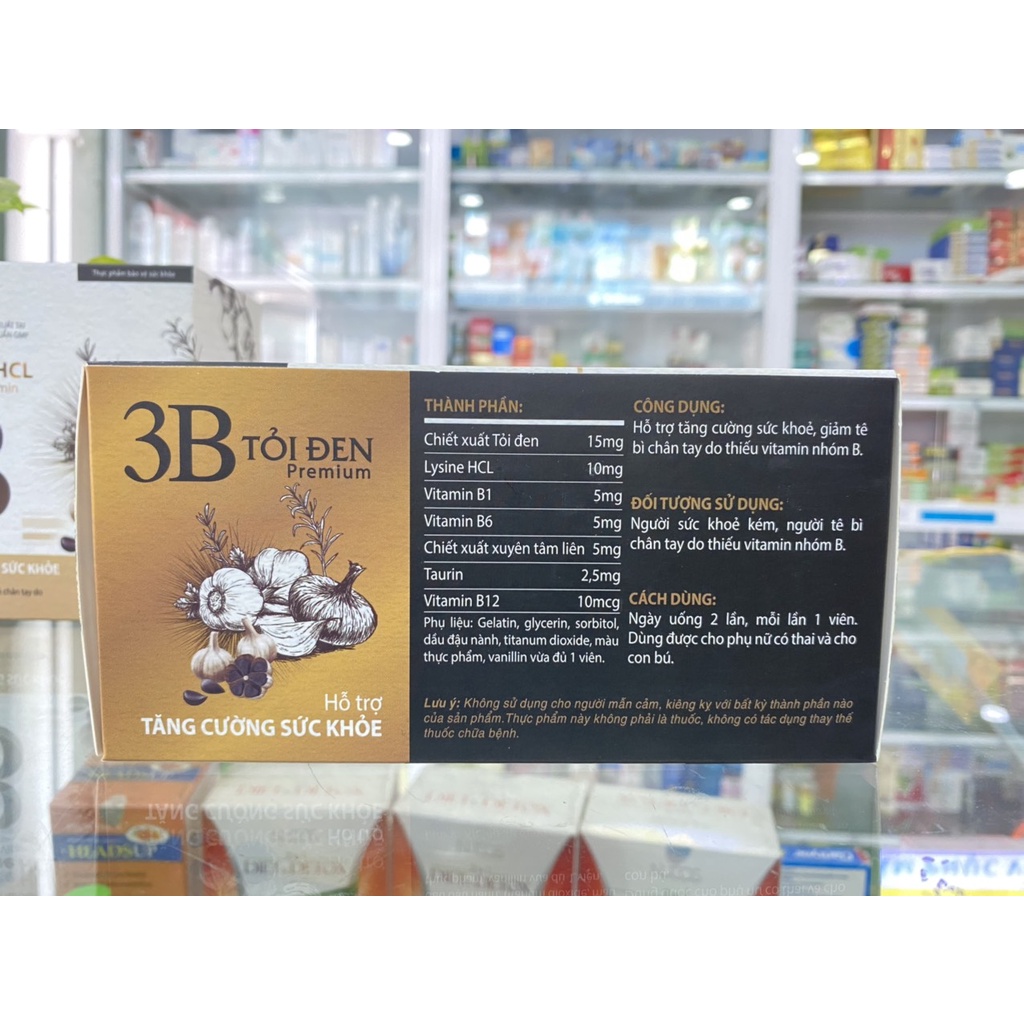 Thực phẩm bảo vệ sức khỏe
HCL
SỨC KHỎE
3B TỎI ĐEN
Premium
Hỗ trợ
TĂNG CƯỜNG SỨC KHỎE
THÀNH PHẦN:
Chiết xuất Tỏi đen 15mg
Lysine HCL 10mg
Vitamin B1 5mg
Vitamin B6 5mg
Chiết xuất xuyên tâm liên 5mg
Taurin 2,5mg
Vitamin B12 10mcg
Phụ liệu: Gelatin, glycerin, sorbitol,
dầu đậu nành, titanum dioxide, màu
thực phẩm, vanillin vừa đủ 1 viên.
CÔNG DỤNG:
Hỗ trợ tăng cường sức khoẻ, giảm tê
bì chân tay do thiếu vitamin nhóm B.
ĐỐI TƯỢNG SỬ DỤNG:
Người sức khoẻ kém, người tê bì
chân tay do thiếu vitamin nhóm B.
CÁCH DÙNG:
Ngày uống 2 lần, mỗi lần 1 viên.
Dùng được cho phụ nữ có thai và cho
con bú.
Lưu ý: Không sử dụng cho người mẫn cảm, kiêng kỵ với bất kỳ thành phần nào
của sản phẩm. Thực phẩm này không phải là thuốc, không có tác dụng thay thế
thuốc chữa bệnh.
HEADSUP